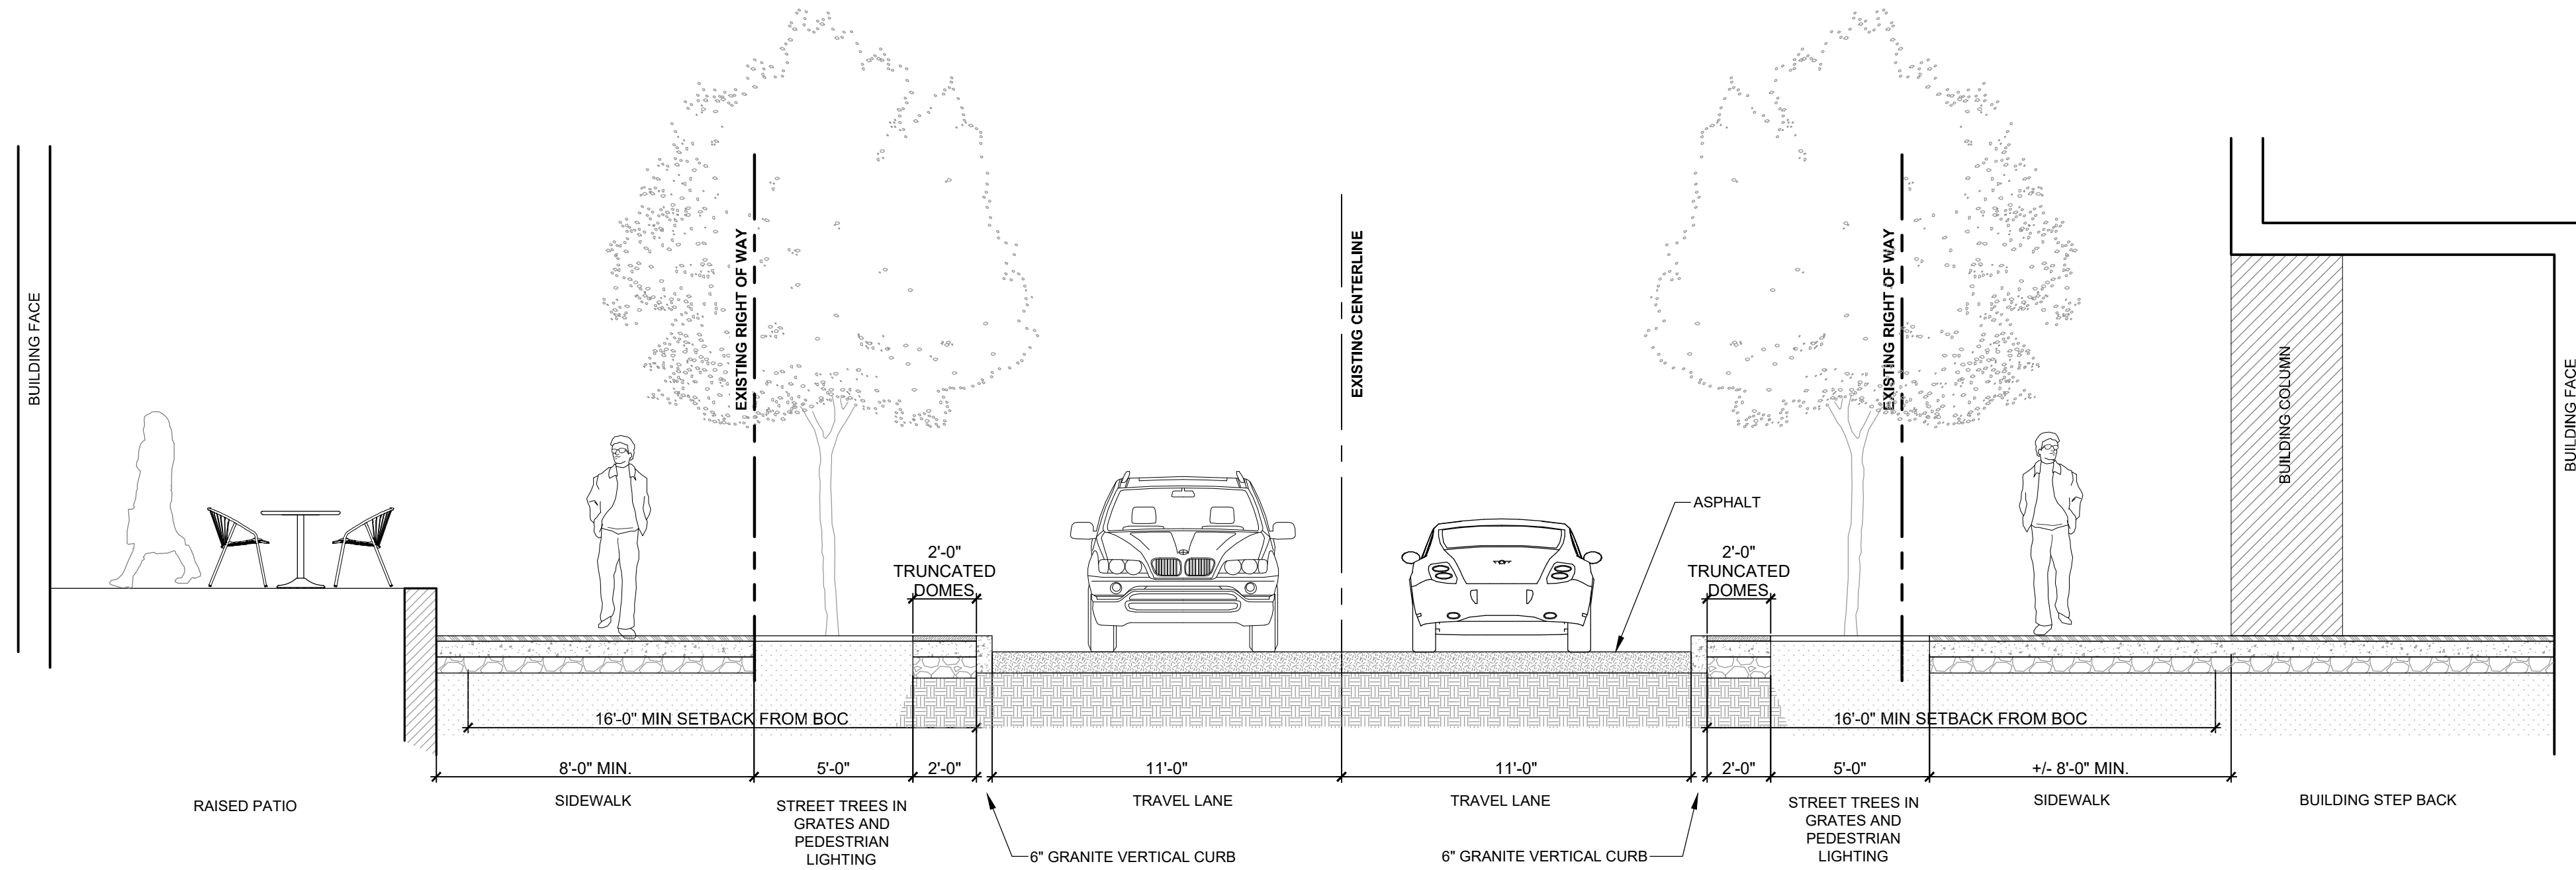 BUILDING FACE
EXISTING RIGHT OF WAY
EXISTING CENTERLINE
EXISTING RIGHT OF WAY
BUILDING COLUMN
BUILDING FACE
ASPHALT
2'-0"
TRUNCATED
DOMES
2'-0"
TRUNCATED
DOMES
16'-0" MIN SETBACK FROM BOC
16'-0" MIN SETBACK FROM BOC
8'-0" MIN.
5'-0"
2'-0"
11'-0"
11'-0"
2'-0"
5'-0"
+/- 8'-0" MIN.
RAISED PATIO
SIDEWALK
STREET TREES IN
GRATES AND
PEDESTRIAN
LIGHTING
TRAVEL LANE
TRAVEL LANE
STREET TREES IN
GRATES AND
PEDESTRIAN
LIGHTING
SIDEWALK
BUILDING STEP BACK
6" GRANITE VERTICAL CURB
6" GRANITE VERTICAL CURB